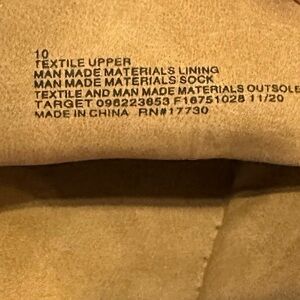 10
TEXTILE UPPER
MAN MADE MATERIALS LINING
MAN MADE MATERIALS SOCK
TEXTILE AND MAN MADE MATERIALS OUTSOLE
TARGET 096223653 F16751028 11/20
MADE IN CHINA RN#17730